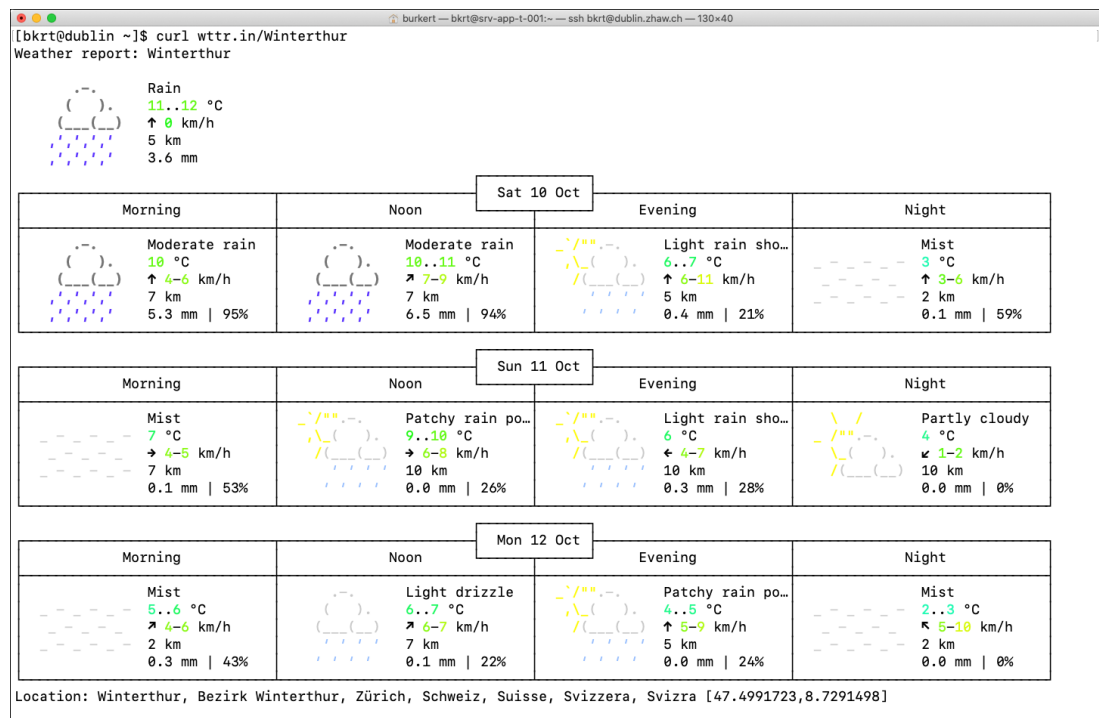 burkert — bkrt@srv-app-t-001:~ — ssh bkrt@dublin.zhaw.ch — 130×40
[bkrt@dublin ~]$ curl wttr.in/Winterthur
Weather report: Winterthur
Rain
11..12 °C
↑ 0 km/h
5 km
3.6 mm
Sat 10 Oct
Morning Noon Evening Night
Moderate rain Moderate rain Light rain sho… Mist
10 °C 10..11 °C 6..7 °C 3 °C
↑ 4–6 km/h ↗ 7–9 km/h ↑ 6–11 km/h ↑ 3–6 km/h
7 km 7 km 5 km 2 km
5.3 mm | 95% 6.5 mm | 94% 0.4 mm | 21% 0.1 mm | 59%
Sun 11 Oct
Morning Noon Evening Night
Mist Patchy rain po… Light rain sho… Partly cloudy
7 °C 9..10 °C 6 °C 4 °C
→ 4–5 km/h → 6–8 km/h ← 4–7 km/h ↙ 1–2 km/h
7 km 10 km 10 km 10 km
0.1 mm | 53% 0.0 mm | 26% 0.3 mm | 28% 0.0 mm | 0%
Mon 12 Oct
Morning Noon Evening Night
Mist Light drizzle Patchy rain po… Mist
5..6 °C 6..7 °C 4..5 °C 2..3 °C
↗ 4–6 km/h ↗ 6–7 km/h ↑ 5–9 km/h ↖ 5–10 km/h
2 km 7 km 5 km 2 km
0.3 mm | 43% 0.1 mm | 22% 0.0 mm | 24% 0.0 mm | 0%
Location: Winterthur, Bezirk Winterthur, Zürich, Schweiz, Suisse, Svizzera, Svizra [47.4991723,8.7291498]